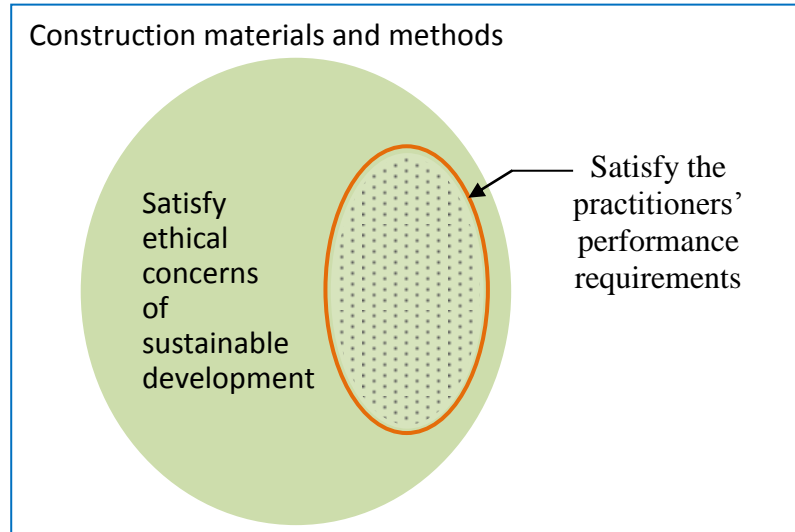 Construction materials and methods
Satisfy
ethical
concerns
of
sustainable
development
Satisfy the
practitioners’
performance
requirements